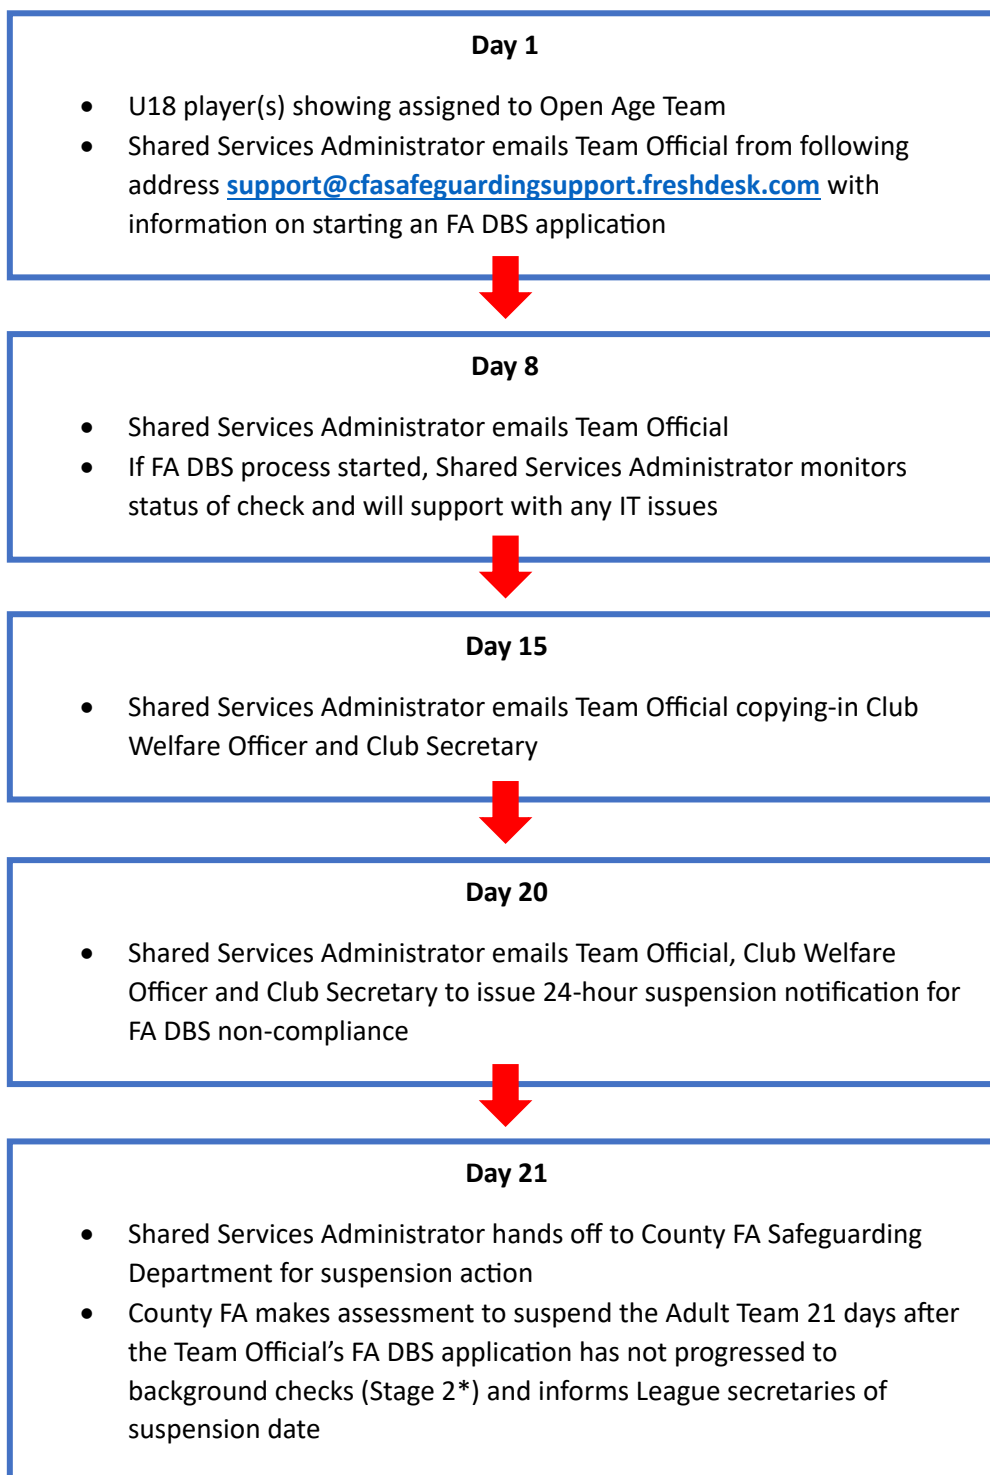 Day 1
• U18 player(s) showing assigned to Open Age Team
• Shared Services Administrator emails Team Official from following
address support@cfasafeguardingsupport.freshdesk.com with
information on starting an FA DBS application
Day 8
• Shared Services Administrator emails Team Official
• If FA DBS process started, Shared Services Administrator monitors
status of check and will support with any IT issues
Day 15
• Shared Services Administrator emails Team Official copying-in Club
Welfare Officer and Club Secretary
Day 20
• Shared Services Administrator emails Team Official, Club Welfare
Officer and Club Secretary to issue 24-hour suspension notification for
FA DBS non-compliance
Day 21
• Shared Services Administrator hands off to County FA Safeguarding
Department for suspension action
• County FA makes assessment to suspend the Adult Team 21 days after
the Team Official’s FA DBS application has not progressed to
background checks (Stage 2*) and informs League secretaries of
suspension date